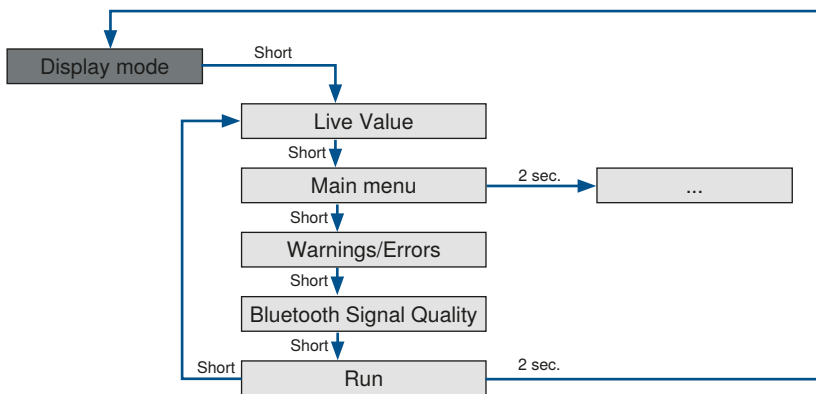 Short
Display mode
Live Value
Short
Main menu
2 sec.
...
Short
Warnings/Errors
Short
Bluetooth Signal Quality
Short
Short
Run
2 sec.